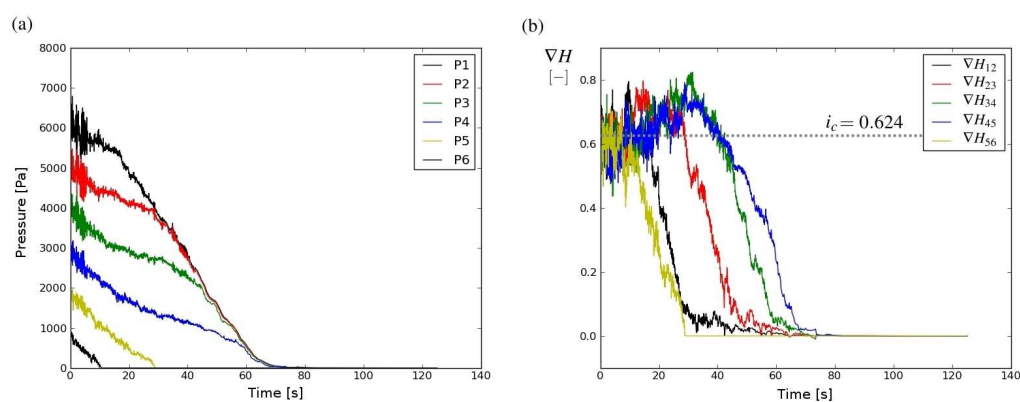 (a)
8000
7000
6000
5000
4000
3000
2000
1000
0
Pressure [Pa]
0 20 40 60 80 100 120 140
Time [s]
P1
P2
P3
P4
P5
P6
(b)
∇H
[−]
0.8
0.6
0.4
0.2
0.0
0 20 40 60 80 100 120 140
Time [s]
i_c = 0.624
∇H₁₂
∇H₂₃
∇H₃₄
∇H₄₅
∇H₅₆